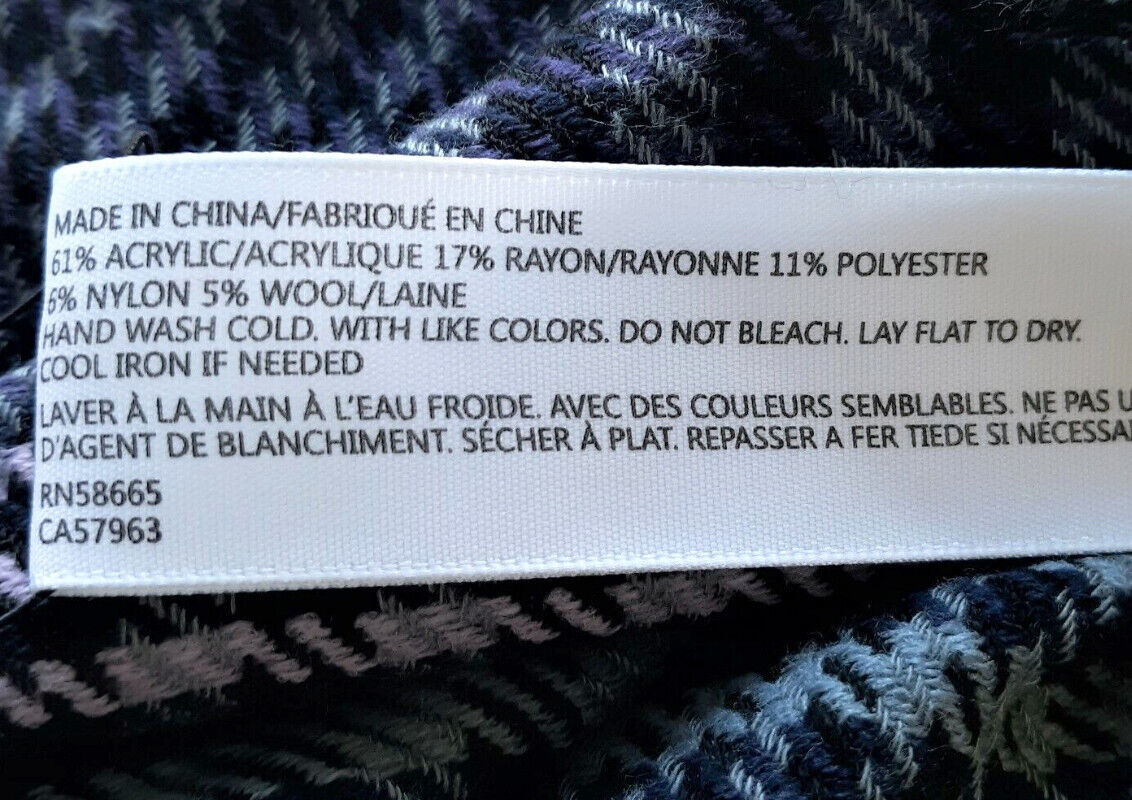 MADE IN CHINA/FABRIQUÉ EN CHINE
61% ACRYLIC/ACRYLIQUE 17% RAYON/RAYONNE 11% POLYESTER
6% NYLON 5% WOOL/LAINE
HAND WASH COLD. WITH LIKE COLORS. DO NOT BLEACH. LAY FLAT TO DRY.
COOL IRON IF NEEDED
LAVER À LA MAIN À L'EAU FROIDE. AVEC DES COULEURS SEMBLABLES. NE PAS U
D'AGENT DE BLANCHIMENT. SÉCHER À PLAT. REPASSER A FER TIEDE SI NÉCESSAI
RN58665
CA57963